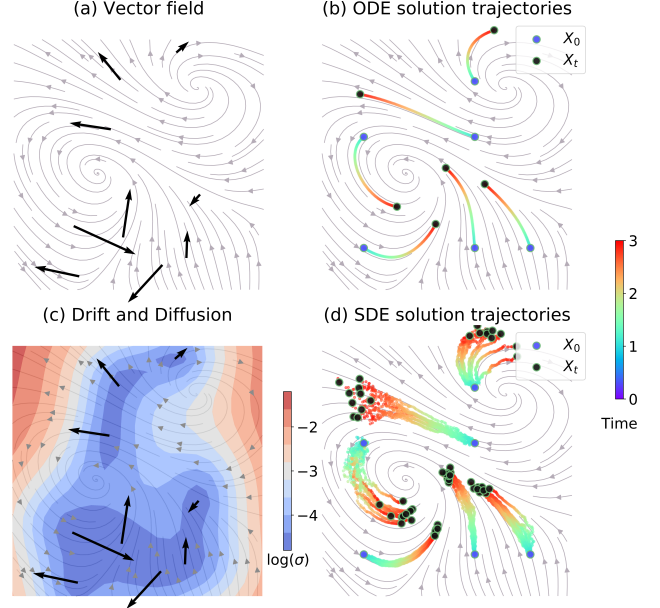 (a) Vector field
(b) ODE solution trajectories
X₀
Xₜ
(c) Drift and Diffusion
−2
−3
−4
log(σ)
(d) SDE solution trajectories
X₀
Xₜ
3
2
1
0
Time